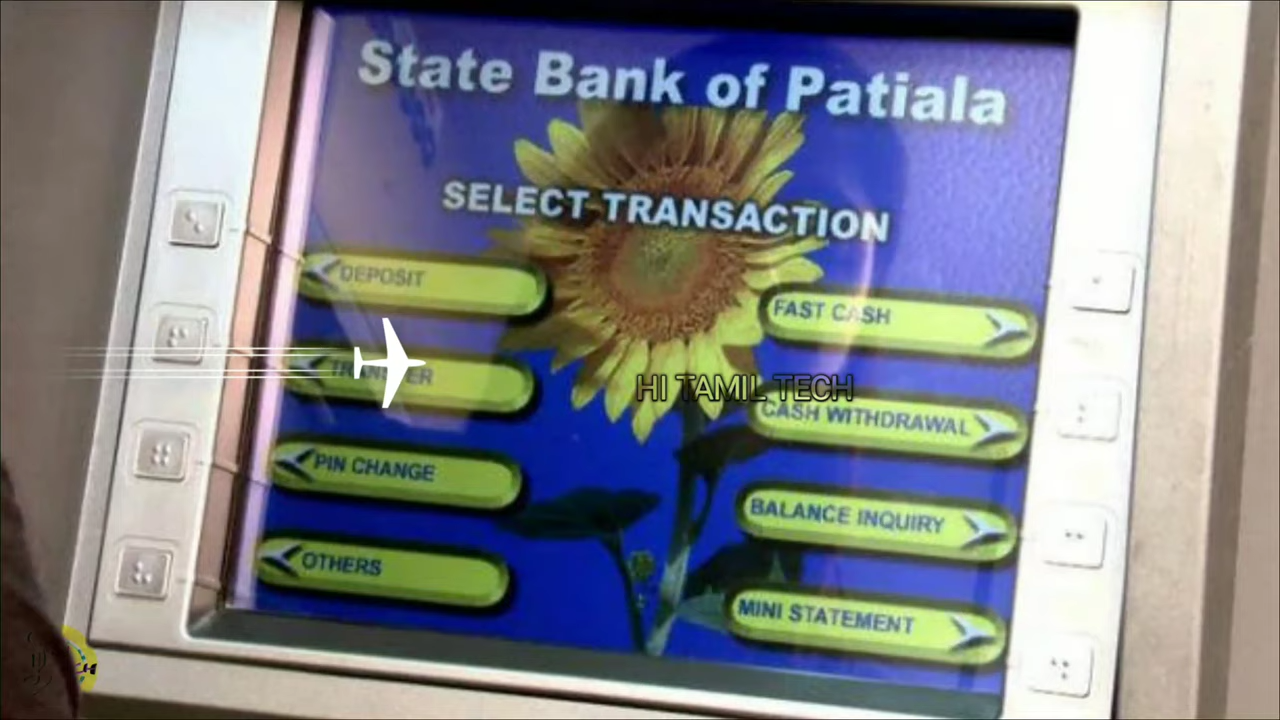 State Bank of Patiala
SELECT TRANSACTION
DEPOSIT
FAST CASH
TRANSFER
HI TAMIL TECH
CASH WITHDRAWAL
PIN CHANGE
BALANCE INQUIRY
OTHERS
MINI STATEMENT